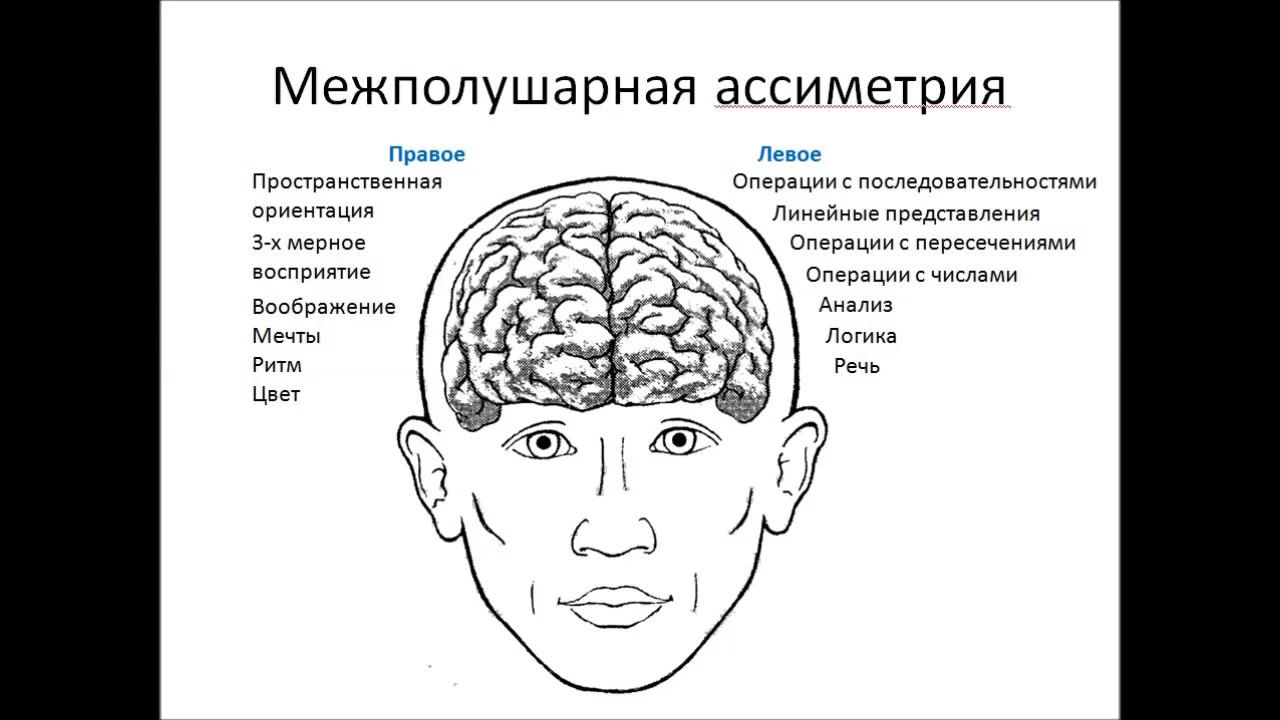 Межполушарная ассиметрия
Правое
Пространственная
ориентация
3-х мерное
восприятие
Воображение
Мечты
Ритм
Цвет
Левое
Операции с последовательностями
Линейные представления
Операции с пересечениями
Операции с числами
Анализ
Логика
Речь